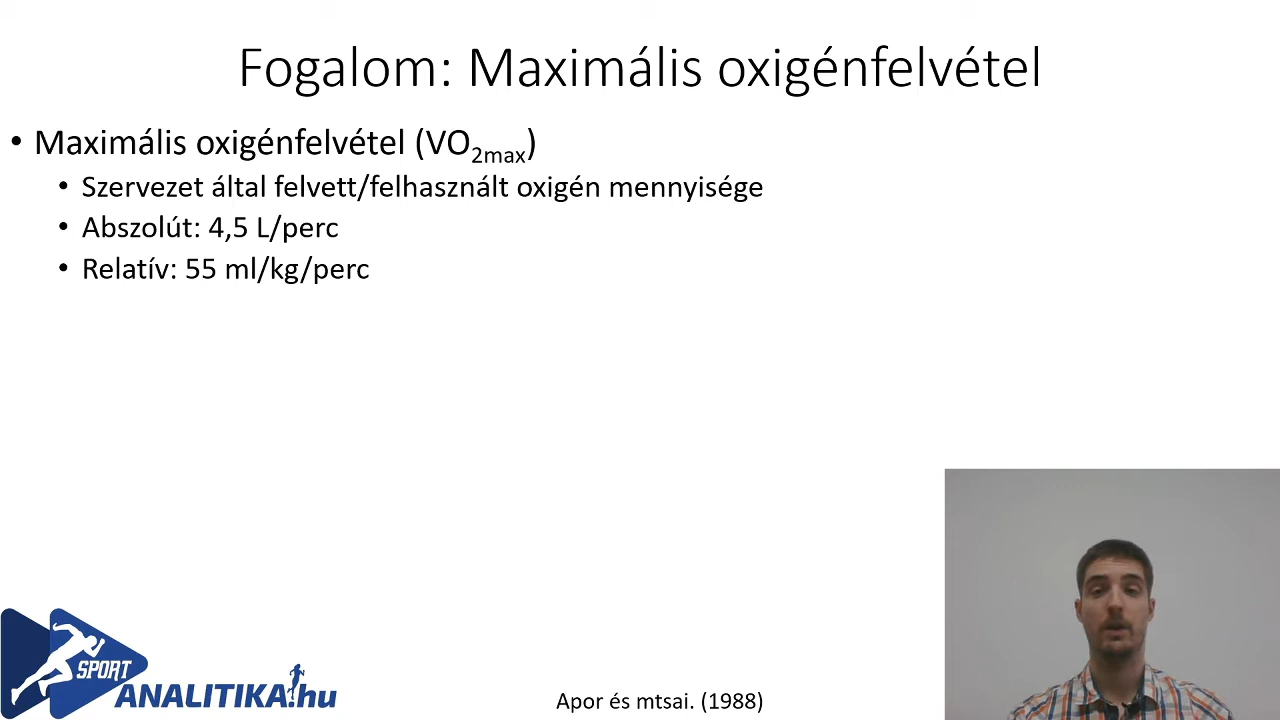 Fogalom: Maximális oxigénfelvétel
• Maximális oxigénfelvétel (VO2max)
• Szervezet által felvett/felhasznált oxigén mennyisége
• Abszolút: 4,5 L/perc
• Relatív: 55 ml/kg/perc
SPORT
ANALITIKA.hu
Apor és mtsai. (1988)